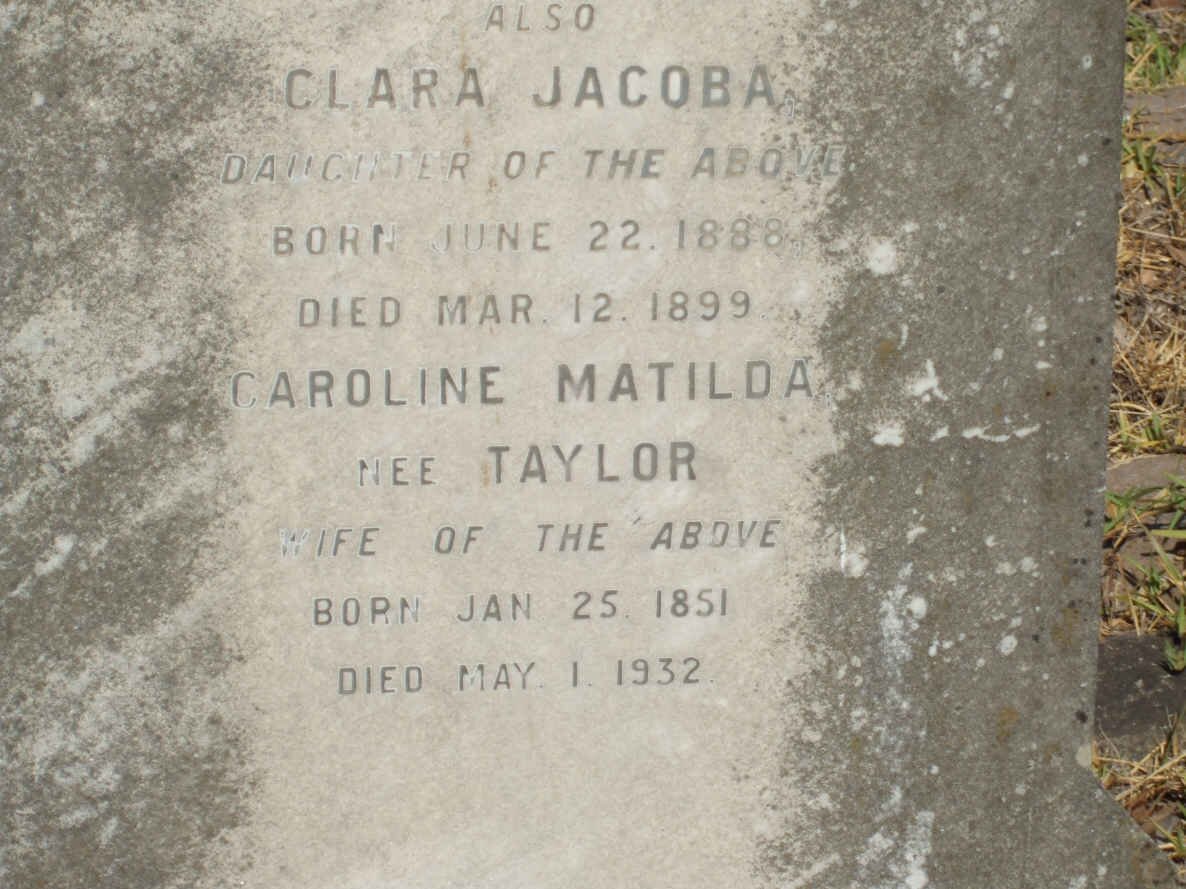 ALSO
CLARA JACOBA,
DAUGHTER OF THE ABOVE
BORN JUNE 22. 1888,
DIED MAR. 12. 1899.
CAROLINE MATILDA,
NEE TAYLOR
WIFE OF THE ABOVE
BORN JAN. 25. 1851
DIED MAY. 1. 1932.